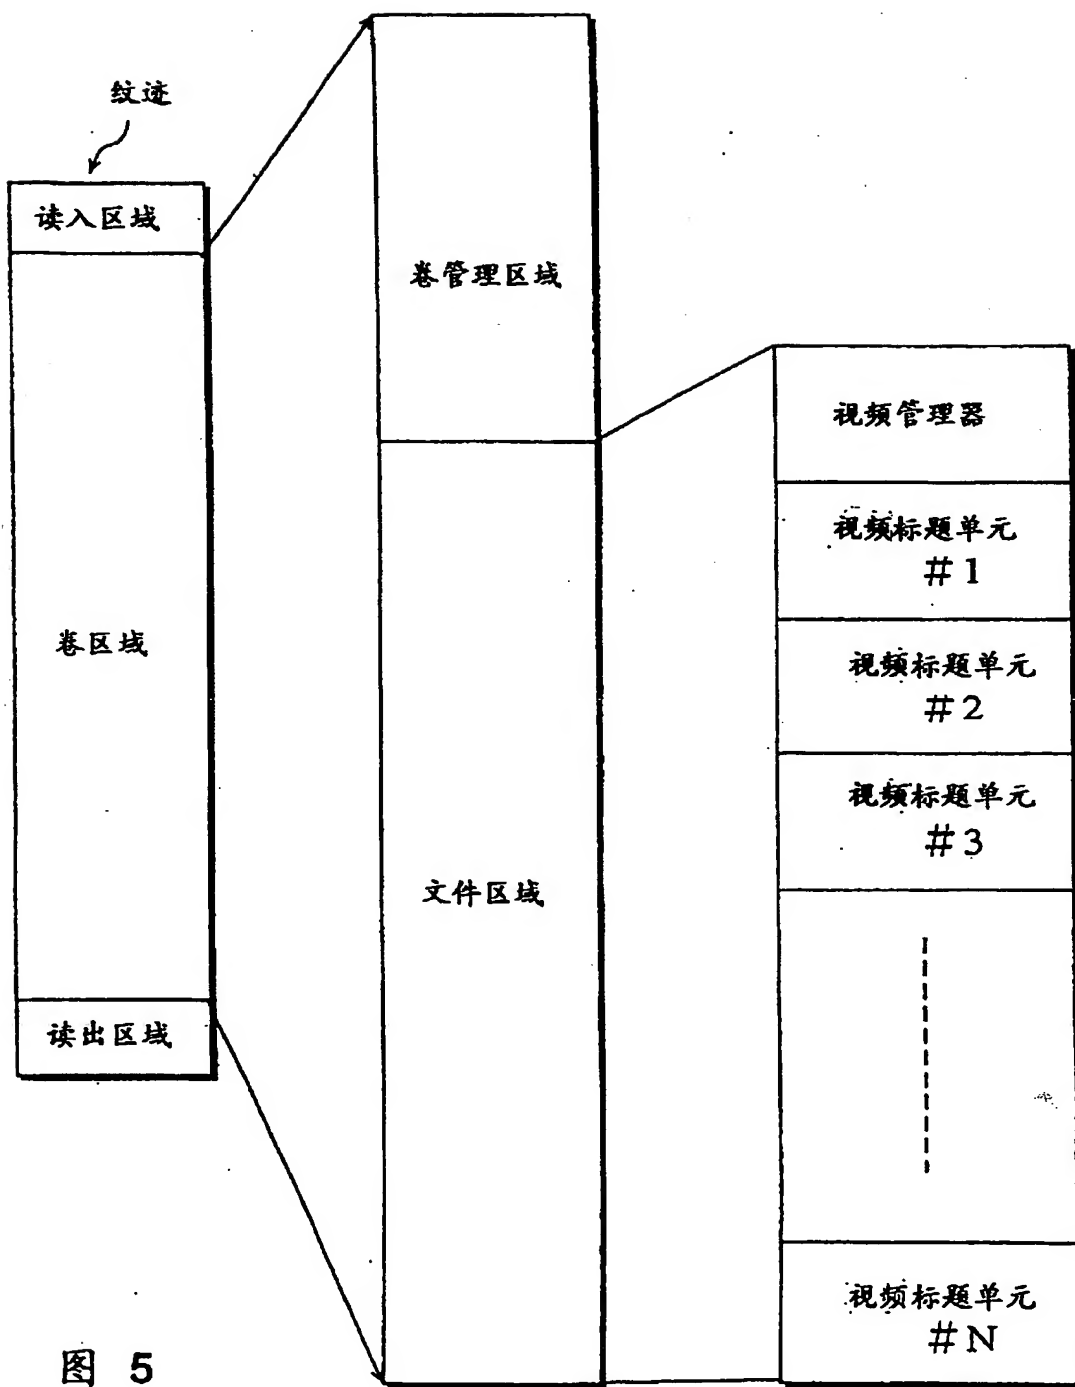 纹迹
读入区域
卷区域
读出区域
卷管理区域
文件区域
视频管理器
视频标题单元
#1
视频标题单元
#2
视频标题单元
#3
视频标题单元
#N
图 5